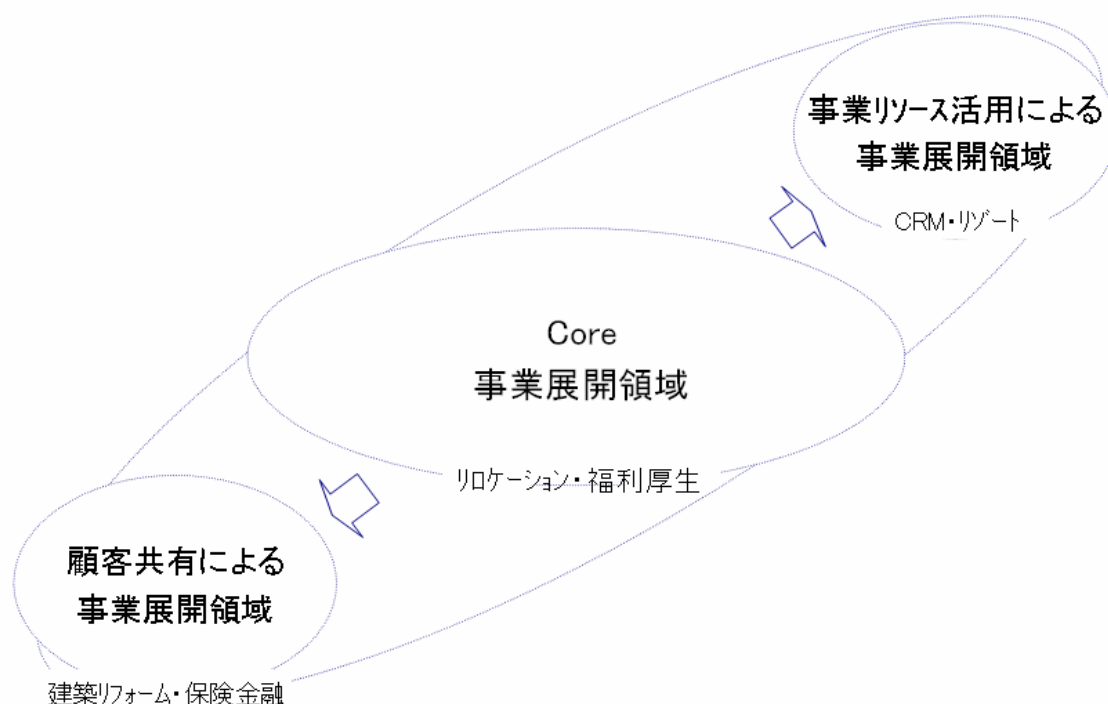 事業リソース活用による
事業展開領域
CRM・リゾート
Core
事業展開領域
リロケーション・福利厚生
顧客共有による
事業展開領域
建築リフォーム・保険金融